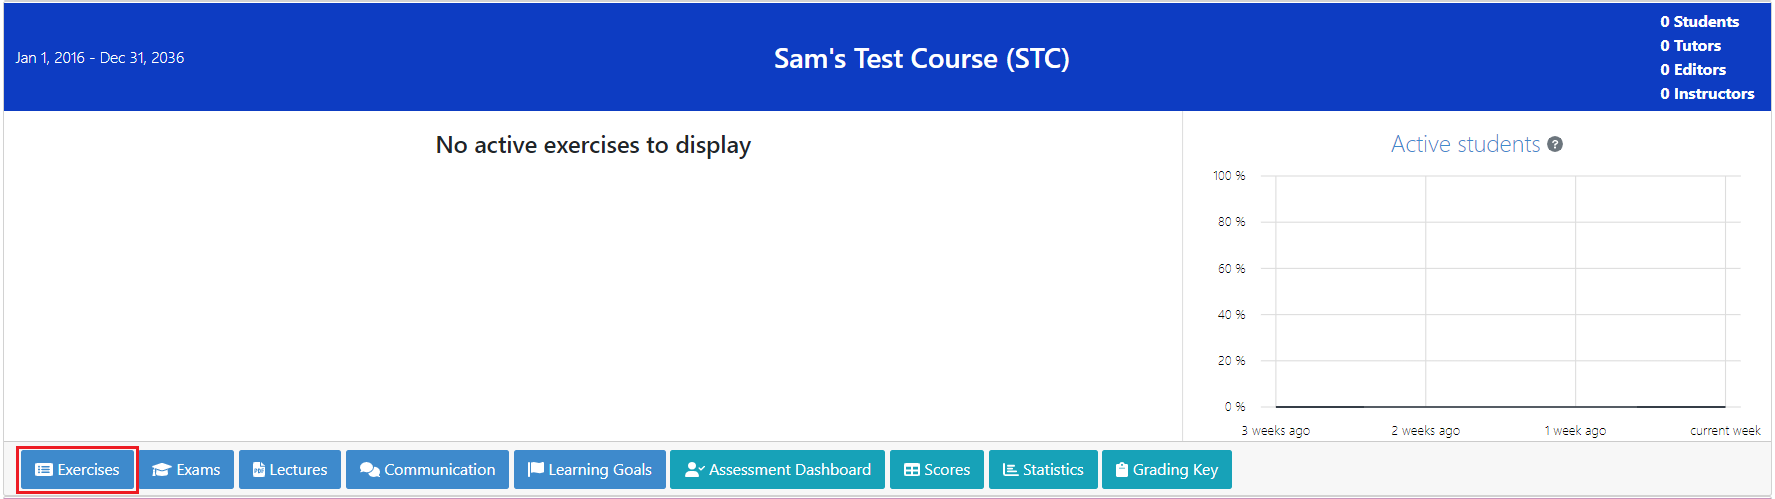 Jan 1, 2016 - Dec 31, 2036
Sam's Test Course (STC)
0 Students
0 Tutors
0 Editors
0 Instructors
No active exercises to display
Active students ?
100 %
80 %
60 %
40 %
20 %
0 %
3 weeks ago 2 weeks ago 1 week ago current week
Exercises Exams PDF Lectures Communication Learning Goals Assessment Dashboard Scores Statistics Grading Key